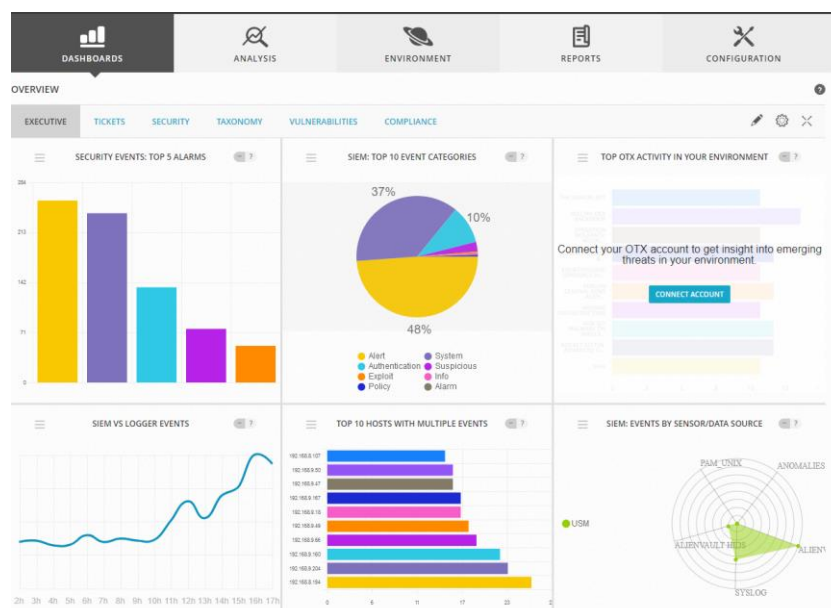 DASHBOARDS
ANALYSIS
ENVIRONMENT
REPORTS
CONFIGURATION
OVERVIEW
EXECUTIVE
TICKETS
SECURITY
TAXONOMY
VULNERABILITIES
COMPLIANCE
SECURITY EVENTS: TOP 5 ALARMS
213
142
71
0
SIEM: TOP 10 EVENT CATEGORIES
37%
10%
48%
Alert
System
Authentication
Suspicious
Exploit
Info
Policy
Alarm
TOP OTX ACTIVITY IN YOUR ENVIRONMENT
Connect your OTX account to get insight into emerging
threats in your environment.
CONNECT ACCOUNT
SIEM VS LOGGER EVENTS
2h 3h 4h 5h 6h 7h 8h 9h 10h 11h 12h 13h 14h 15h 16h 17h
TOP 10 HOSTS WITH MULTIPLE EVENTS
0 6 11 17 23
SIEM: EVENTS BY SENSOR/DATA SOURCE
USM
PAM_UNIX
ANOMALIES
ALIENVAULT HIDS
SYSLOG